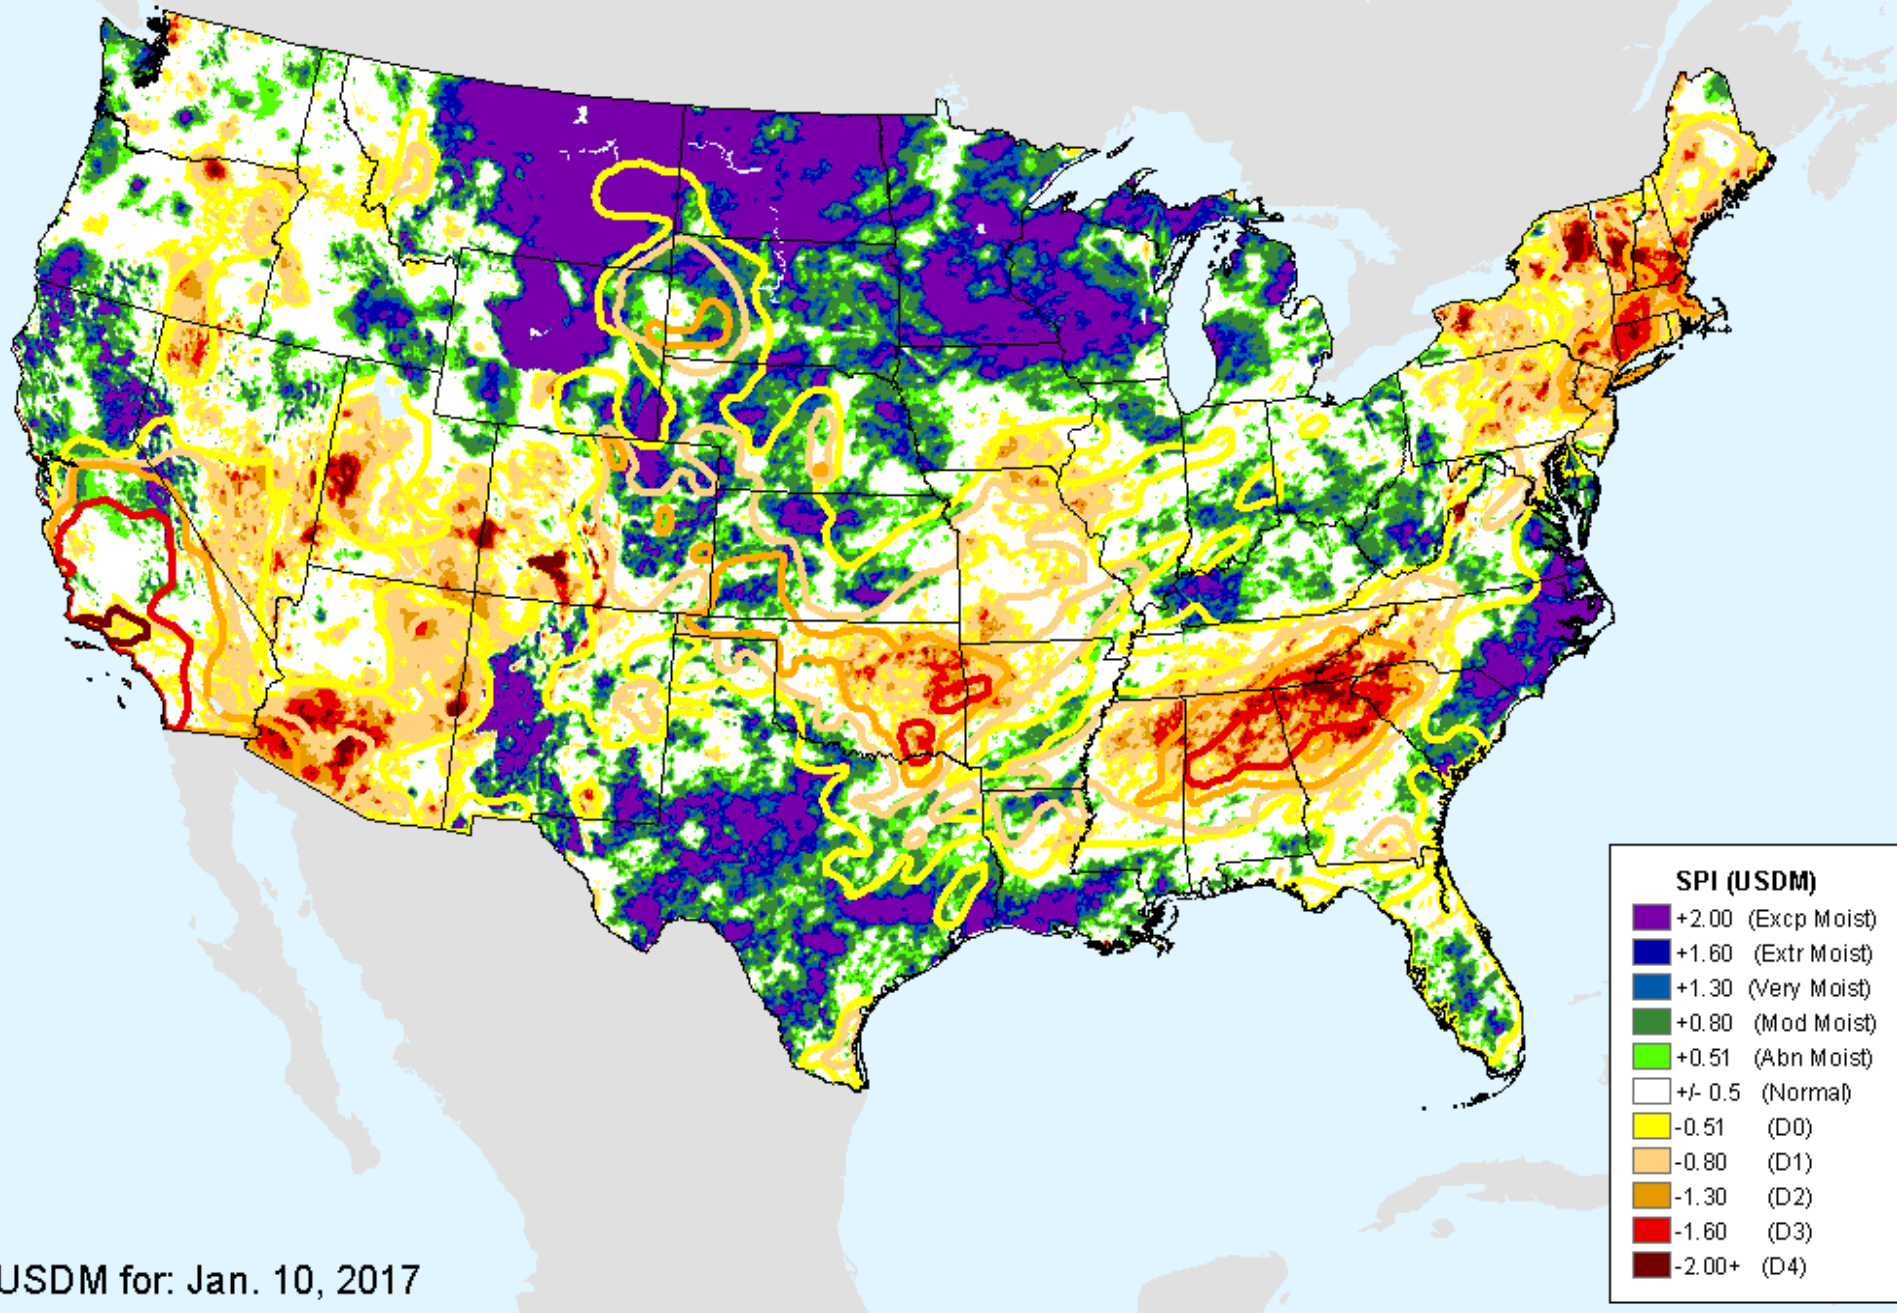 SPI (USDM)
+2.00 (Excp Moist)
+1.60 (Extr Moist)
+1.30 (Very Moist)
+0.80 (Mod Moist)
+0.51 (Abn Moist)
+/- 0.5 (Normal)
-0.51 (D0)
-0.80 (D1)
-1.30 (D2)
-1.60 (D3)
-2.00+ (D4)
USDM for: Jan. 10, 2017